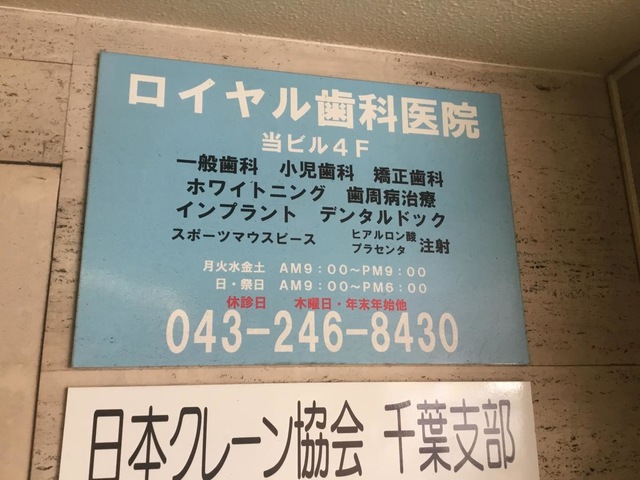 ロイヤル歯科医院
当ビル4F
一般歯科 小児歯科 矯正歯科
ホワイトニング 歯周病治療
インプラント デンタルドック
スポーツマウスピース ヒアルロン酸 プラセンタ 注射
月火水金土 AM9:00〜PM9:00
日・祭日 AM9:00〜PM6:00
休診日 木曜日・年末年始他
043-246-8430
日本クレーン協会 千葉支部